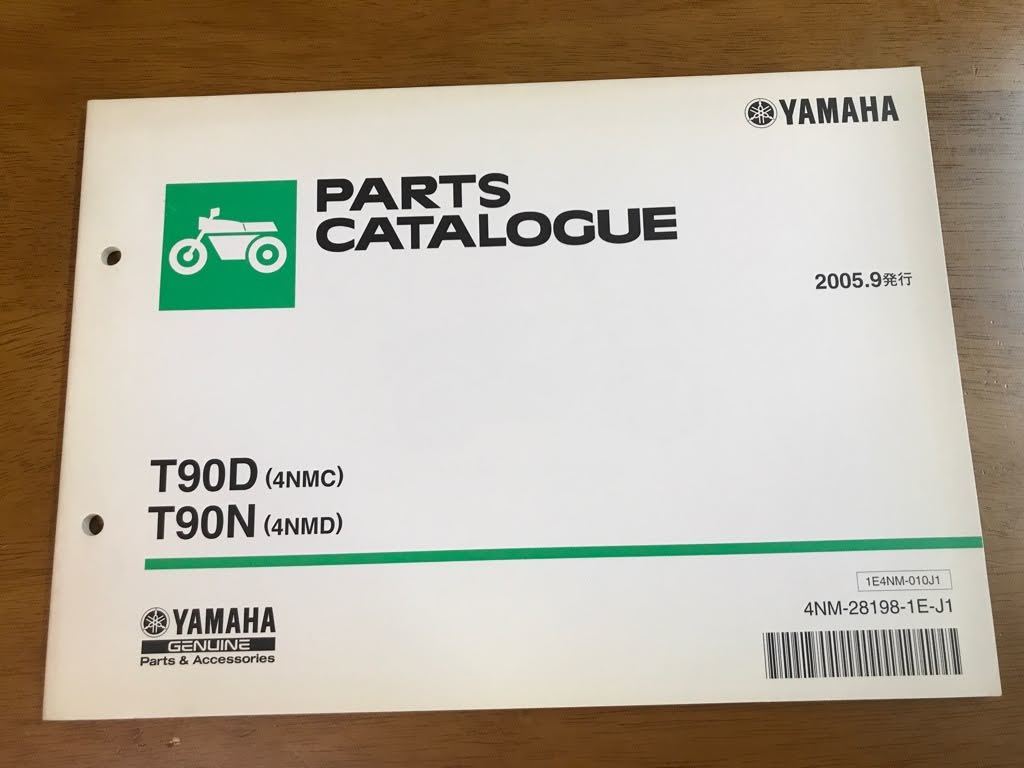 YAMAHA
PARTS
CATALOGUE
2005.9発行
T90D (4NMC)
T90N (4NMD)
1E4NM-010J1
4NM-28198-1E-J1
YAMAHA
GENUINE
Parts & Accessories